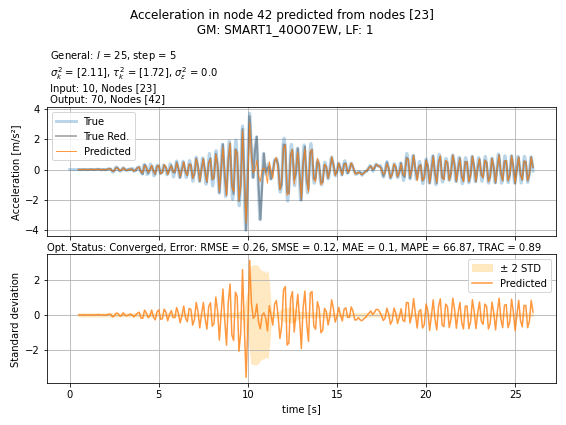 Acceleration in node 42 predicted from nodes [23]
GM: SMART1_40O07EW, LF: 1
General: l = 25, step = 5
σ²ₖ = [2.11], τ²ₖ = [1.72], σ²ε = 0.0
Input: 10, Nodes [23]
Output: 70, Nodes [42]
Acceleration [m/s²]
4
2
0
−2
−4
True
True Red.
Predicted
Opt. Status: Converged, Error: RMSE = 0.26, SMSE = 0.12, MAE = 0.1, MAPE = 66.87, TRAC = 0.89
Standard deviation
2
0
−2
± 2 STD
Predicted
0 5 10 15 20 25
time [s]